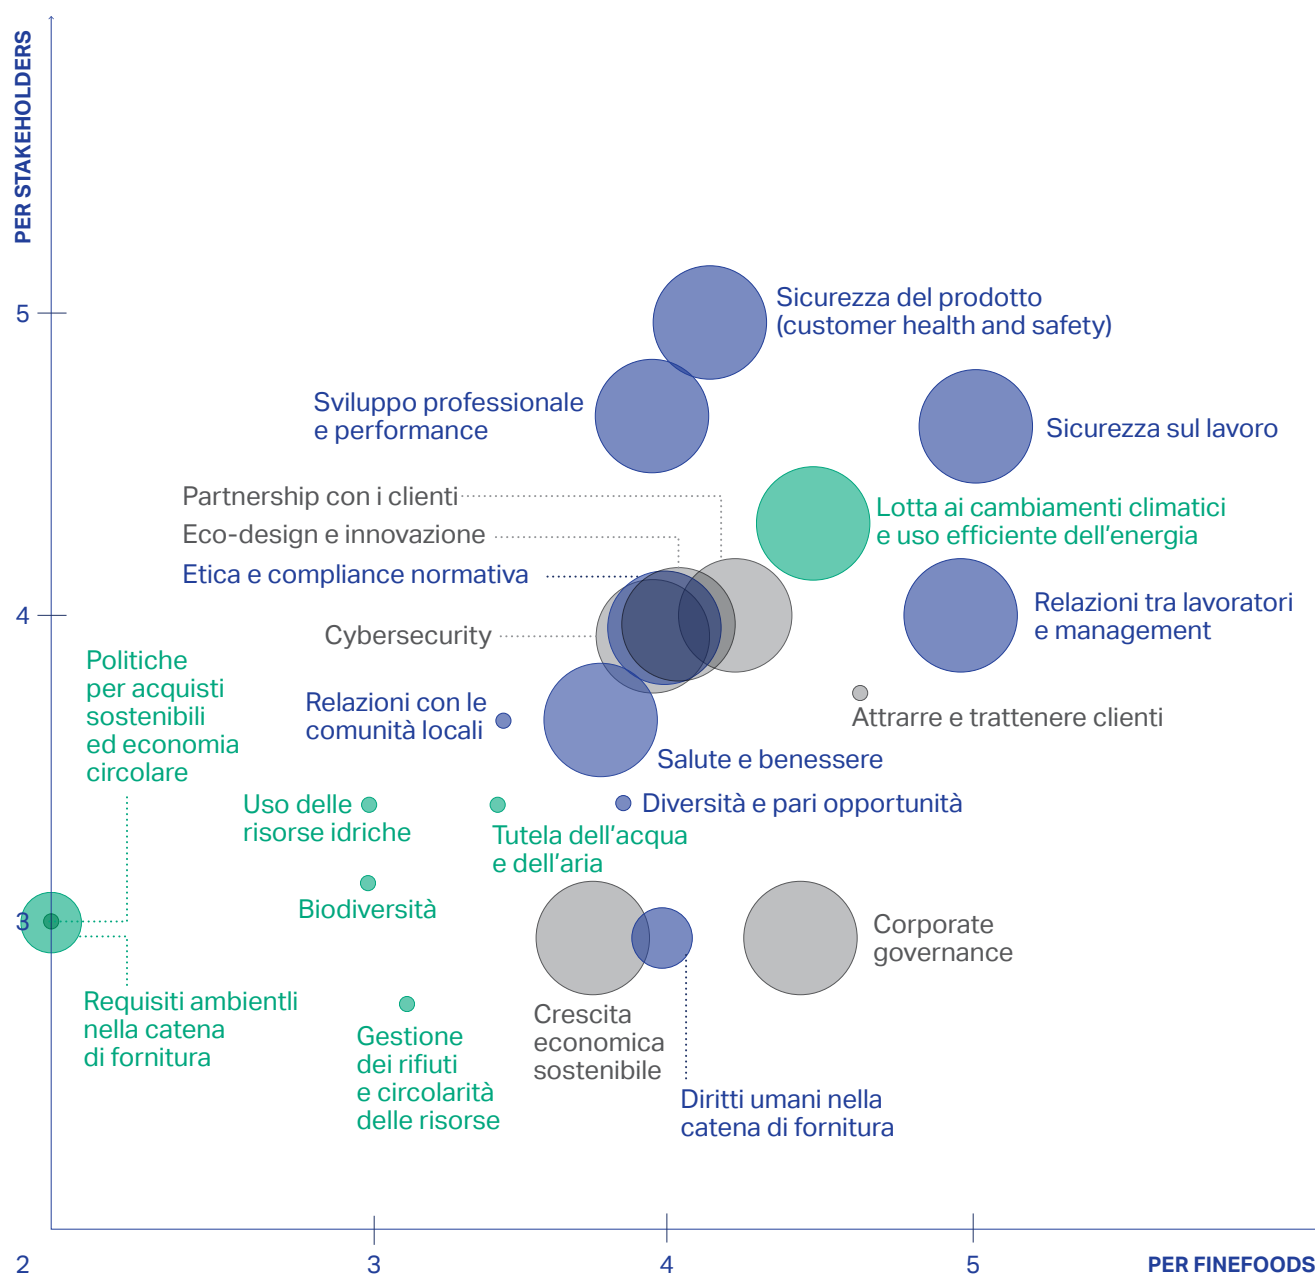 PER STAKEHOLDERS
5
Sicurezza del prodotto
(customer health and safety)
Sviluppo professionale
e performance
Sicurezza sul lavoro
Partnership con i clienti
Eco-design e innovazione
Etica e compliance normativa
Lotta ai cambiamenti climatici
e uso efficiente dell'energia
4
Cybersecurity
Relazioni tra lavoratori
e management
Politiche
per acquisti
sostenibili
ed economia
circolare
Relazioni con le
comunità locali
Attrarre e trattenere clienti
Salute e benessere
Uso delle
risorse idriche
Tutela dell'acqua
e dell'aria
Diversità e pari opportunità
Biodiversità
3
Corporate
governance
Requisiti ambientli
nella catena
di fornitura
Gestione
dei rifiuti
e circolarità
delle risorse
Crescita
economica
sostenibile
Diritti umani nella
catena di fornitura
2
3
4
5
PER FINEFOODS